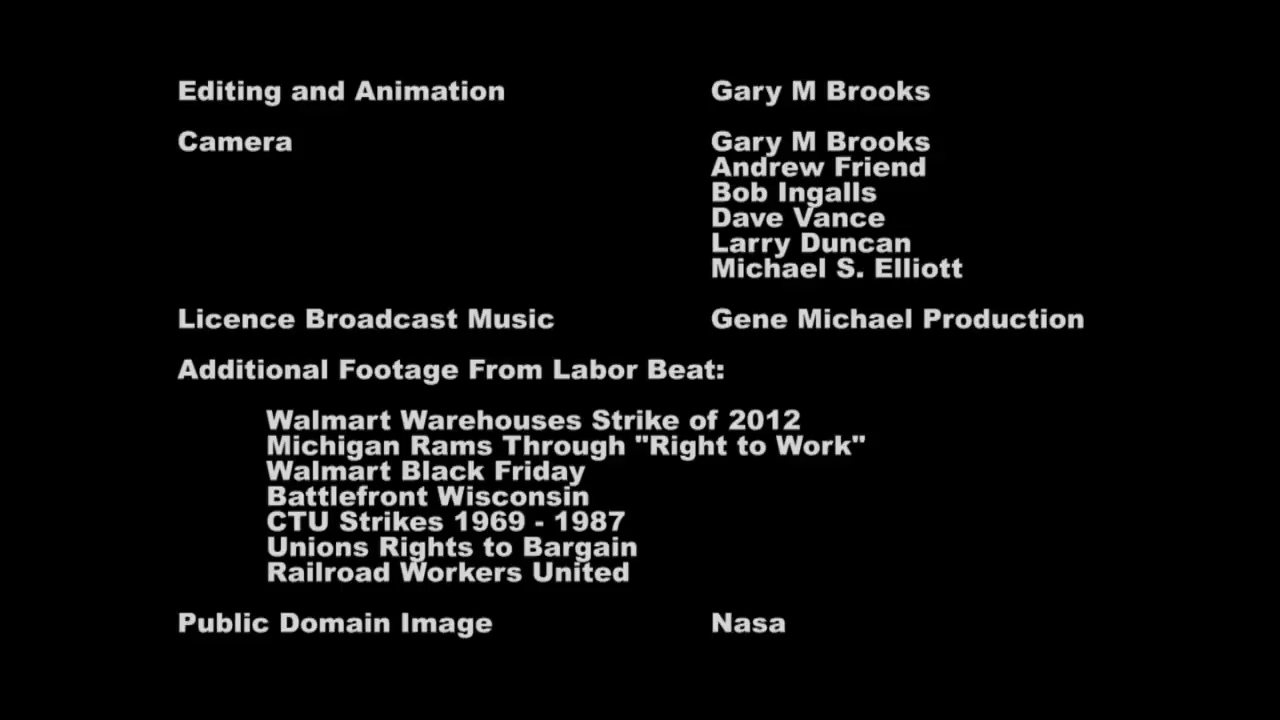 Editing and Animation Gary M Brooks
Camera Gary M Brooks
Andrew Friend
Bob Ingalls
Dave Vance
Larry Duncan
Michael S. Elliott
Licence Broadcast Music Gene Michael Production
Additional Footage From Labor Beat:
Walmart Warehouses Strike of 2012
Michigan Rams Through "Right to Work"
Walmart Black Friday
Battlefront Wisconsin
CTU Strikes 1969 - 1987
Unions Rights to Bargain
Railroad Workers United
Public Domain Image Nasa